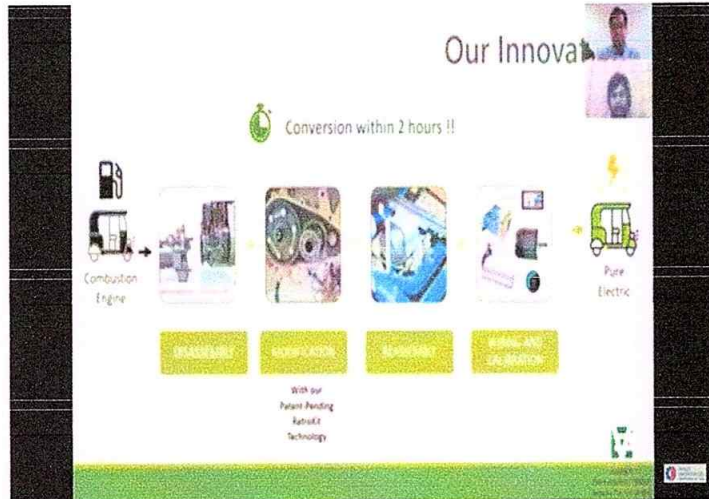 Our Innovat
Conversion within 2 hours !!
Combustion
Engine
Pure
Electric
DISASSEMBLY
MODIFICATION
REASSEMBLY
WIRING AND
CALIBRATION
With our
Patent-Pending
RetroKit
Technology